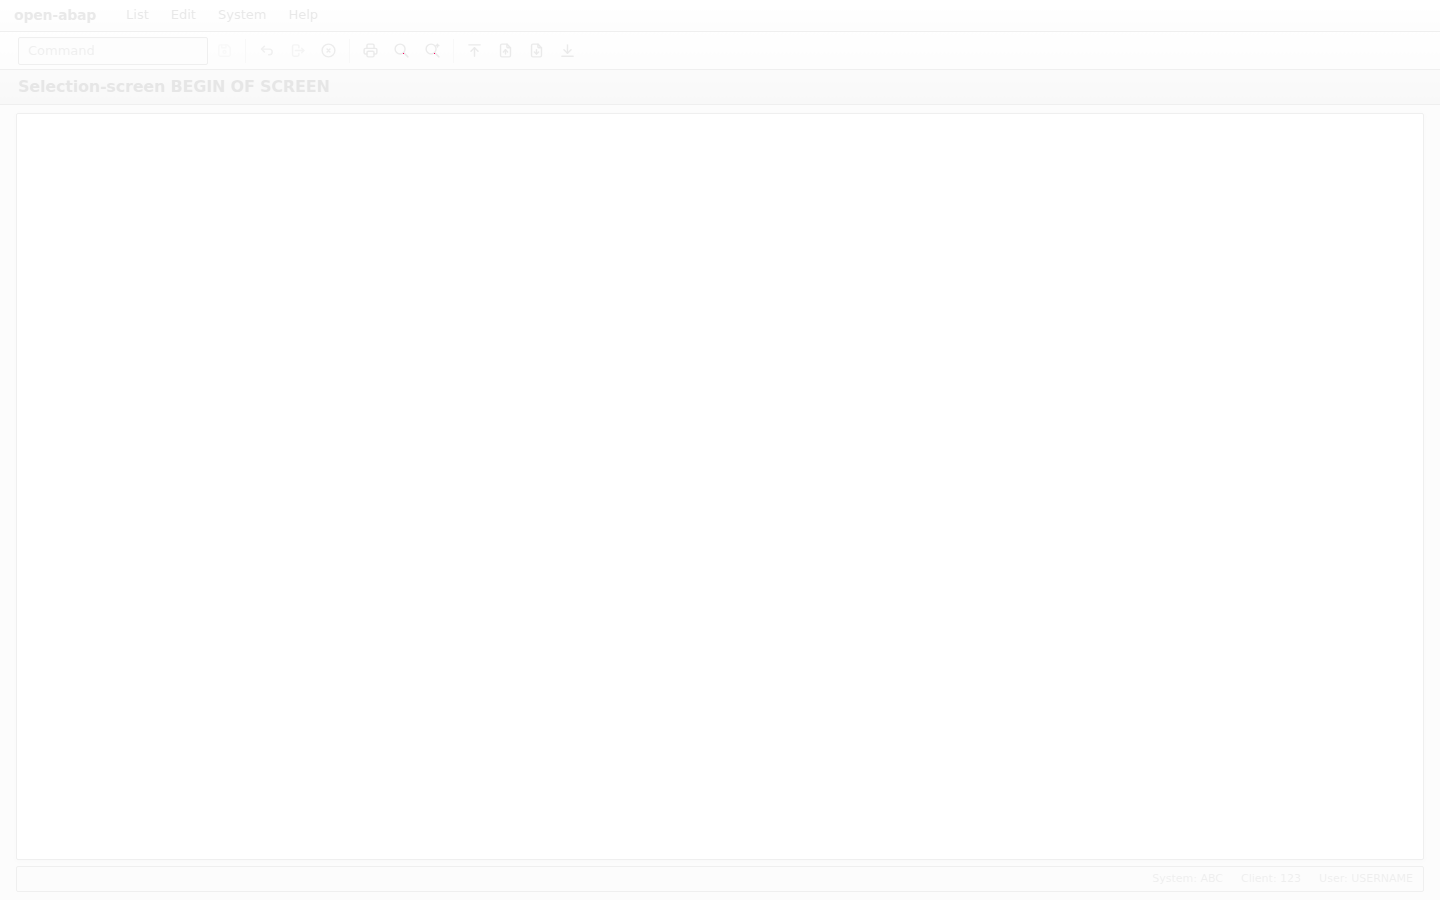 open-abap List Edit System Help
Command
Selection-screen BEGIN OF SCREEN
System: ABC Client: 123 User: USERNAME